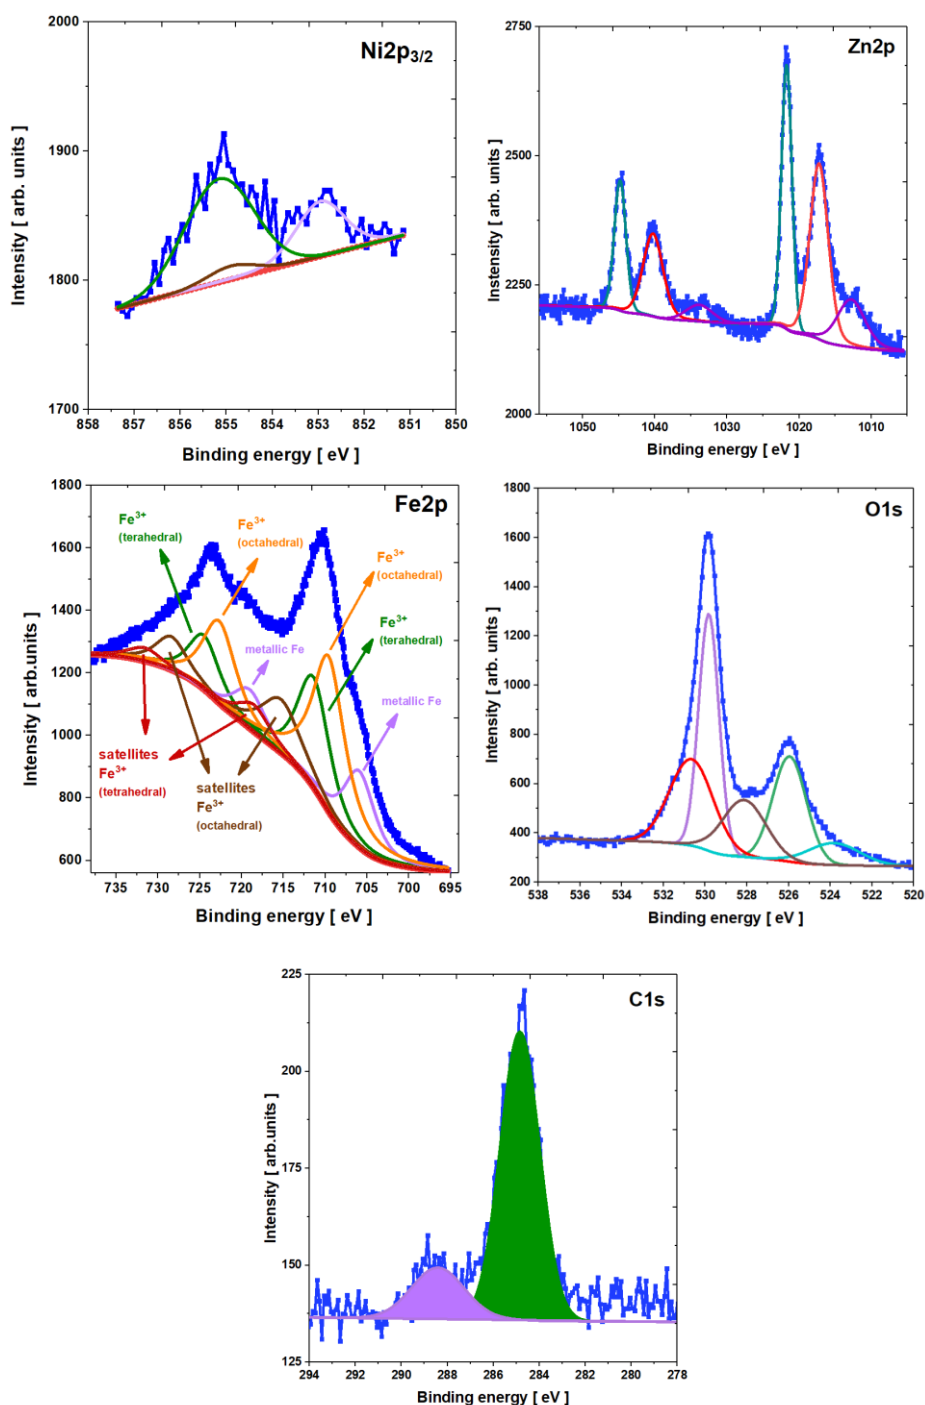 Ni2p3/2
Intensity [ arb. units ]
2000
1900
1800
1700
858
857
856
855
854
853
852
851
850
Binding energy [ eV ]
Zn2p
Insteinsity [ arb. units ]
2750
2500
2250
2000
1050
1040
1030
1020
1010
Binding energy [ eV ]
Fe2p
Intensity [ arb.units ]
1800
1600
1400
1200
1000
800
600
Fe3+
(terahedral)
Fe3+
(octahedral)
Fe3+
(octahedral)
Fe3+
(terahedral)
metallic Fe
metallic Fe
satellites
Fe3+
(tetrahedral)
satellites
Fe3+
(octahedral)
735
730
725
720
715
710
705
700
695
Binding energy [ eV ]
O1s
Intensity [ arb. units ]
1800
1600
1400
1200
1000
800
600
400
200
538
536
534
532
530
528
526
524
522
520
Binding energy [ eV ]
C1s
Intensity [ arb.units ]
225
200
175
150
125
294
292
290
288
286
284
282
280
278
Binding energy [ eV ]